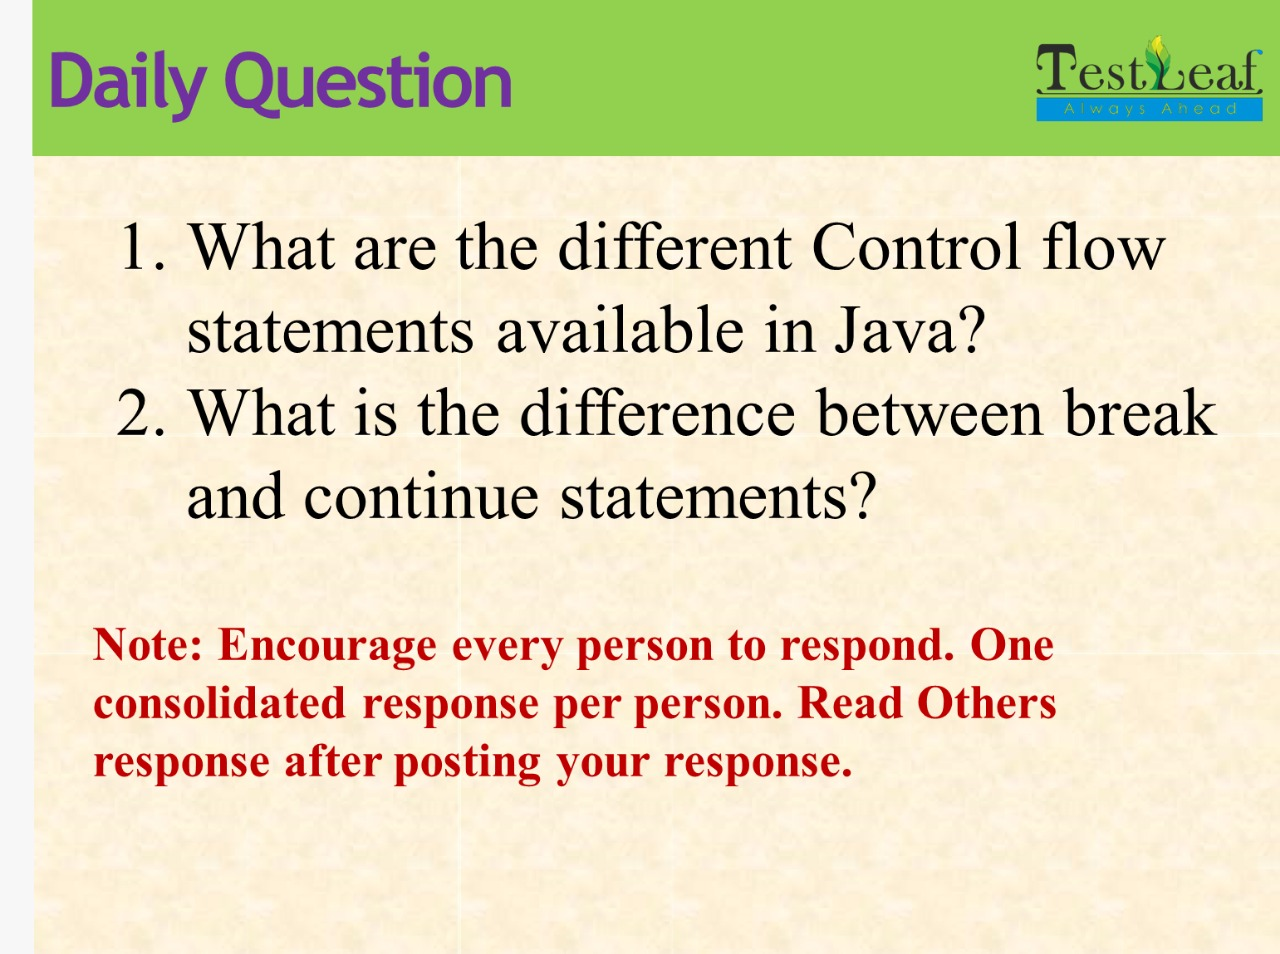 Daily Question
TestLeaf
Always Ahead
1. What are the different Control flow
statements available in Java?
2. What is the difference between break
and continue statements?
Note: Encourage every person to respond. One
consolidated response per person. Read Others
response after posting your response.